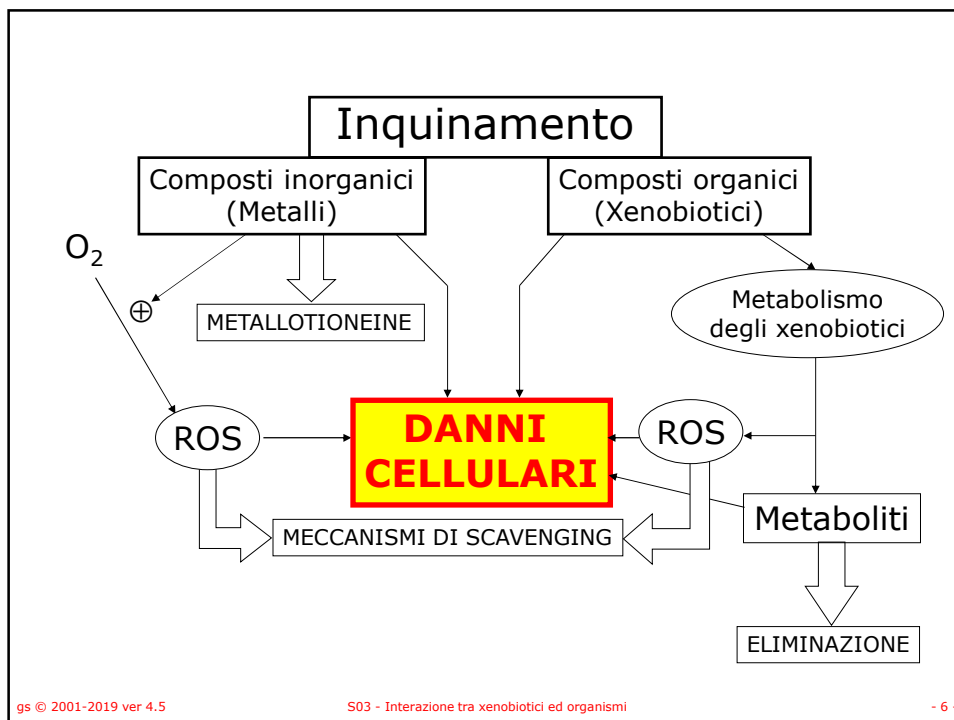 Inquinamento
Composti inorganici
(Metalli)
Composti organici
(Xenobiotici)
O₂
⊕
METALLOTIONEINE
Metabolismo
degli xenobiotici
ROS
DANNI
CELLULARI
ROS
MECCANISMI DI SCAVENGING
Metaboliti
ELIMINAZIONE
gs © 2001-2019 ver 4.5
S03 - Interazione tra xenobiotici ed organismi
- 6 -